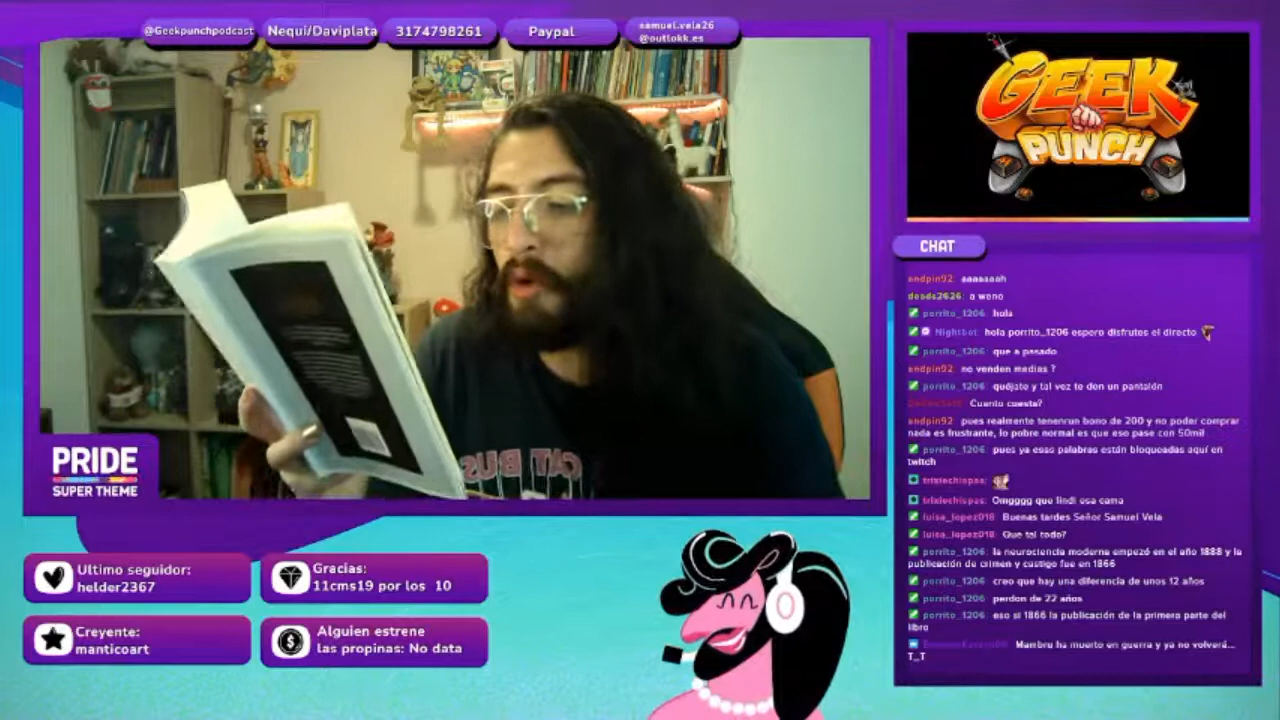 @Geekpunchpodcast
Nequi/Daviplata
3174798261
Paypal
samuel.vela26
@outlokk.es
GEEK
PUNCH
CHAT
andpin92: aaaaaaah
deeds2626: a weno
porrito_1206: hola
Nightbot: hola porrito_1206 espero disfrutes el directo
porrito_1206: que a pasado
andpin92: no venden medias ?
porrito_1206: quéjate y tal vez te den un pantalón
Cuanto cuesta?
andpin92: pues realmente tenenrun bono de 200 y no poder comprar
nada es frustrante, lo pobre normal es que eso pase con 50mil
porrito_1206: pues ya esas palabras están bloqueadas aquí en
twitch
trixiechispas:
trixiechispas: Omgggg que lindi esa cama
luisa_lopez018: Buenas tardes Señor Samuel Vela
luisa_lopez018: Que tal todo?
porrito_1206: la neurociencia moderna empezó en el año 1888 y la
publicación de crimen y castigo fue en 1866
porrito_1206: creo que hay una diferencia de unos 12 años
porrito_1206: perdon de 22 años
porrito_1206: eso si 1866 la publicación de la primera parte del
libro
Mambru ha muerto en guerra y ya no volverá...
T_T
CAT BUS
PRIDE
SUPER THEME
Ultimo seguidor:
helder2367
Gracias:
11cms19 por los 10
Creyente:
manticoart
Alguien estrene
las propinas: No data